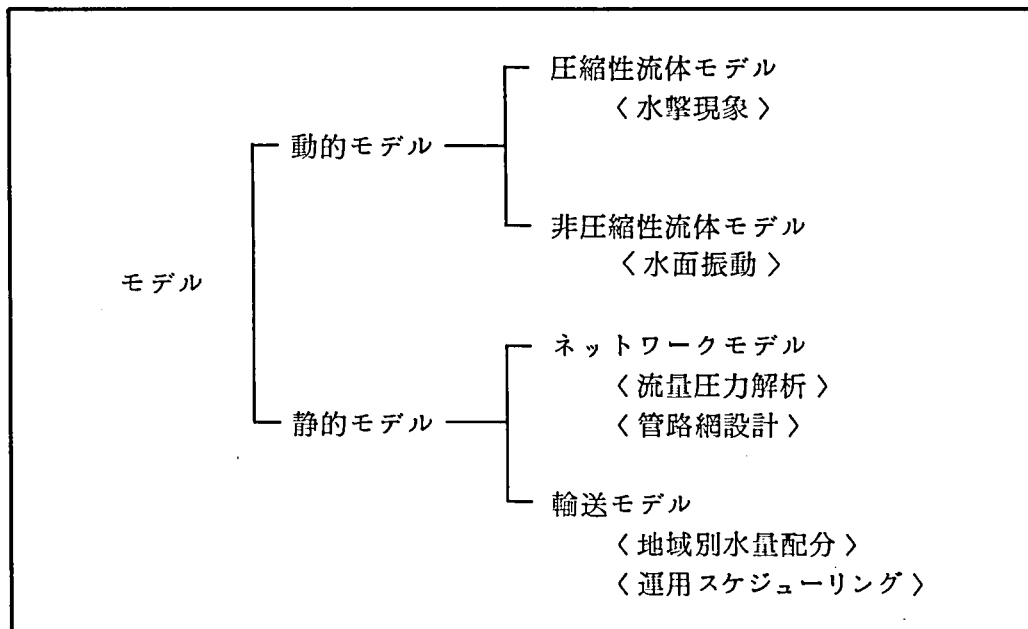 圧縮性流体モデル
〈水撃現象〉
動的モデル
非圧縮性流体モデル
〈水面振動〉
モデル
ネットワークモデル
〈流量圧力解析〉
〈管路網設計〉
静的モデル
輸送モデル
〈地域別水量配分〉
〈運用スケジューリング〉